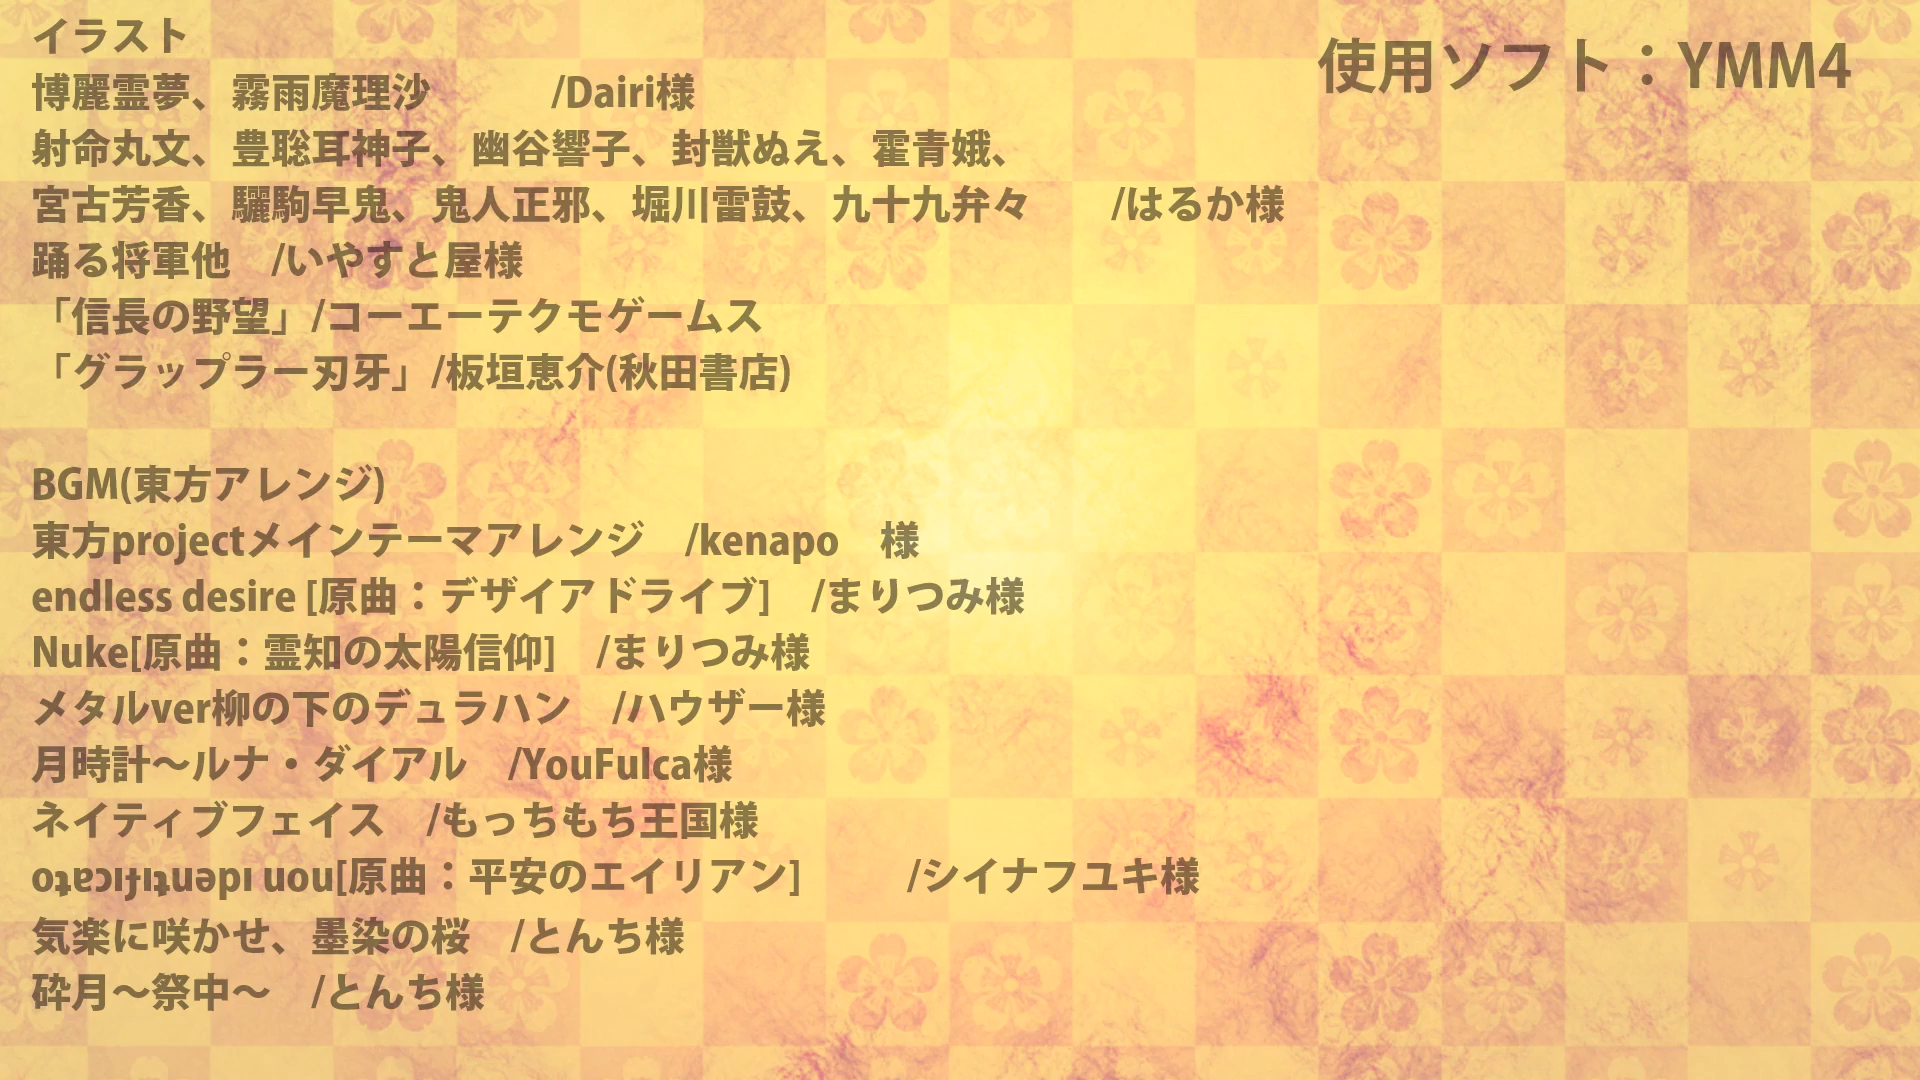 イラスト
使用ソフト：YMM4
博麗霊夢、霧雨魔理沙　　　/Dairi様
射命丸文、豊聡耳神子、幽谷響子、封獣ぬえ、霍青娥、
宮古芳香、驪駒早鬼、鬼人正邪、堀川雷鼓、九十九弁々　　/はるか様
踊る将軍他　/いやすと屋様
「信長の野望」/コーエーテクモゲームス
「グラップラー刃牙」/板垣恵介(秋田書店)
BGM(東方アレンジ)
東方projectメインテーマアレンジ　/kenapo　様
endless desire [原曲：デザイアドライブ]　/まりつみ様
Nuke[原曲：霊知の太陽信仰]　/まりつみ様
メタルver柳の下のデュラハン　/ハウザー様
月時計～ルナ・ダイアル　/YouFulca様
ネイティブフェイス　/もっちもち王国様
oʇɐɔıɟıʇuǝpı uou[原曲：平安のエイリアン]　　/シイナフユキ様
気楽に咲かせ、墨染の桜　/とんち様
砕月～祭中～　/とんち様